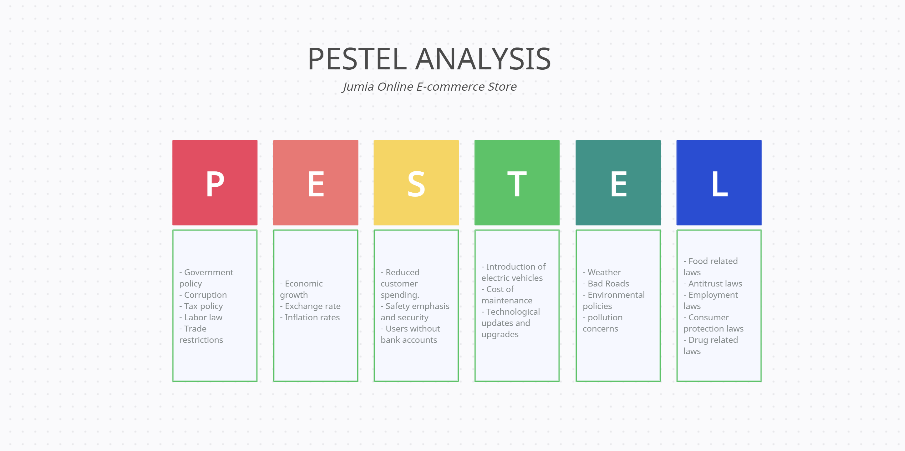 PESTEL ANALYSIS
Jumia Online E-commerce Store
P
E
S
T
E
L
- Government
policy
- Corruption
- Tax policy
- Labor law
- Trade
restrictions
- Economic
growth
- Exchange rate
- Inflation rates
- Reduced
customer
spending.
- Safety emphasis
and security
- Users without
bank accounts
- Introduction of
electric vehicles
- Cost of
maintenance
- Technological
updates and
upgrades
- Weather
- Bad Roads
- Environmental
policies
- pollution
concerns
- Food related
laws
- Antitrust laws
- Employment
laws
- Consumer
protection laws
- Drug related
laws